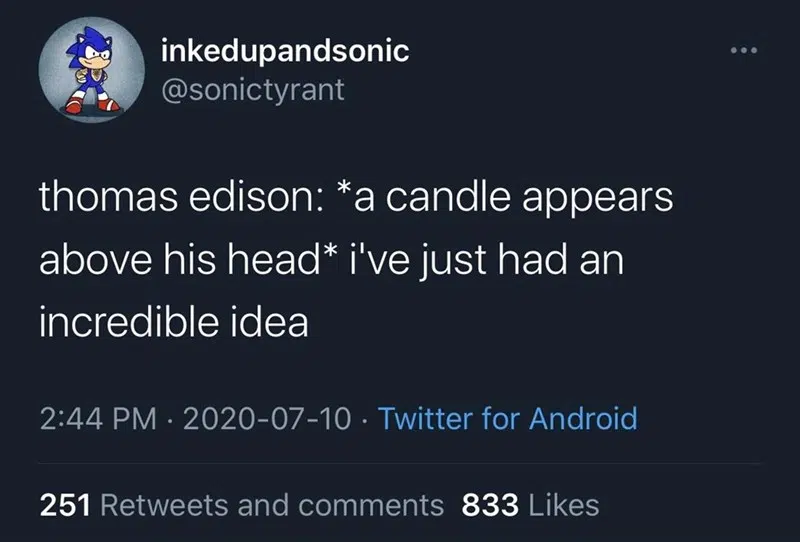 inkedupandsonic
@sonictyrant
thomas edison: *a candle appears
above his head* i've just had an
incredible idea
2:44 PM · 2020-07-10 · Twitter for Android
251 Retweets and comments 833 Likes